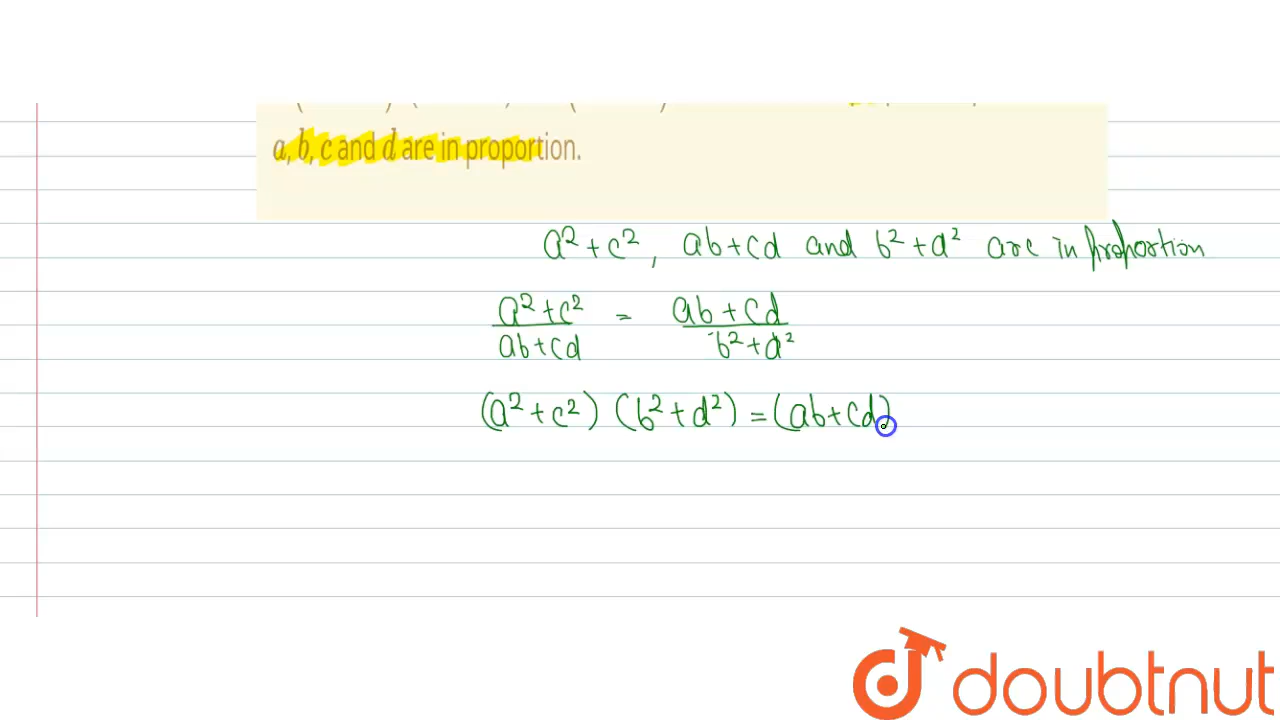 a, b, c and d are in proportion.
a² + c², ab + cd and b² + d² are in proportion
a² + c² / ab + cd = ab + cd / b² + d²
(a² + c²) (b² + d²) = (ab + cd)
doubtnut